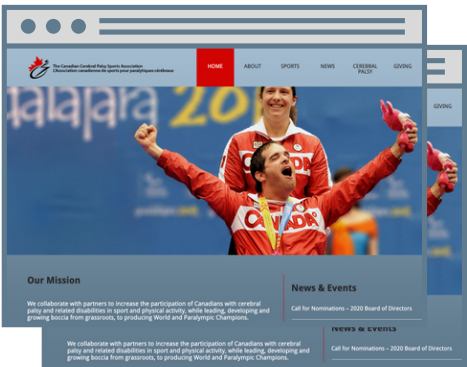 The Canadian Cerebral Palsy Sports Association
L'Association canadienne de sports pour paralytiques cérébraux
HOME ABOUT SPORTS NEWS CEREBRAL PALSY GIVING
GIVING
alajara 20
CANADA
CANADA
Our Mission
We collaborate with partners to increase the participation of Canadians with cerebral
palsy and related disabilities in sport and physical activity, while leading, developing and
growing boccia from grassroots, to producing World and Paralympic Champions.
News & Events
Call for Nominations – 2020 Board of Directors
News & Events
Call for Nominations – 2020 Board of Directors
We collaborate with partners to increase the participation of Canadians with cerebral
palsy and related disabilities in sport and physical activity, while leading, developing and
growing boccia from grassroots, to producing World and Paralympic Champions.